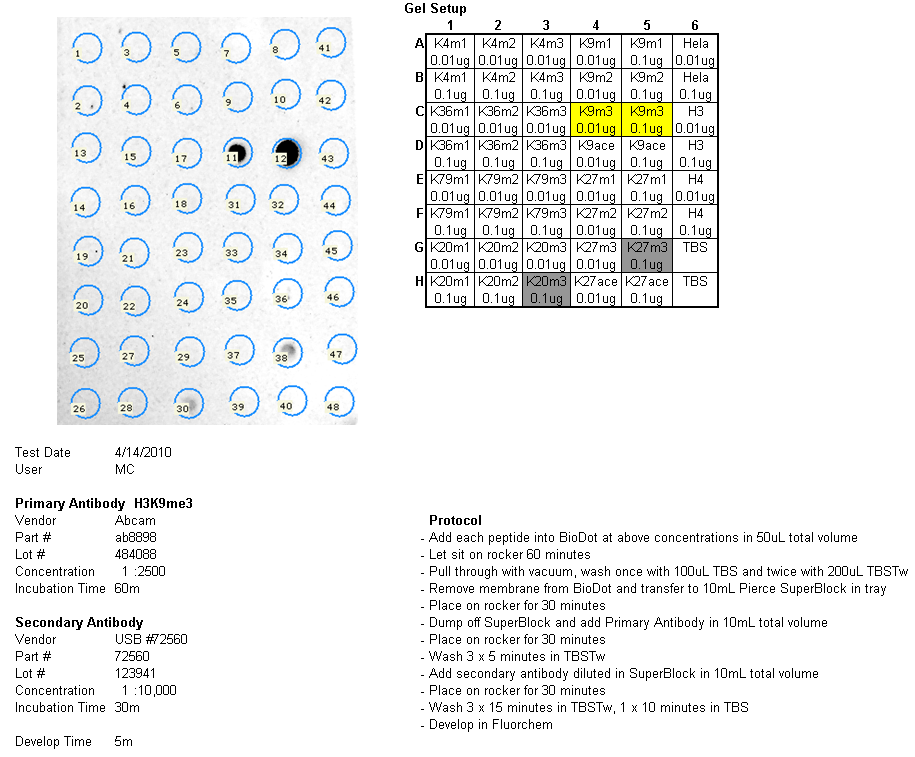 Gel Setup
1 2 3 4 5 6
A K4m1 K4m2 K4m3 K9m1 K9m1 Hela
0.01ug 0.01ug 0.01ug 0.01ug 0.1ug 0.01ug
B K4m1 K4m2 K4m3 K9m2 K9m2 Hela
0.1ug 0.1ug 0.1ug 0.01ug 0.1ug 0.1ug
C K36m1 K36m2 K36m3 K9m3 K9m3 H3
0.01ug 0.01ug 0.01ug 0.01ug 0.1ug 0.01ug
D K36m1 K36m2 K36m3 K9ace K9ace H3
0.1ug 0.1ug 0.1ug 0.01ug 0.1ug 0.1ug
E K79m1 K79m2 K79m3 K27m1 K27m1 H4
0.01ug 0.01ug 0.01ug 0.01ug 0.1ug 0.01ug
F K79m1 K79m2 K79m3 K27m2 K27m2 H4
0.1ug 0.1ug 0.1ug 0.01ug 0.1ug 0.1ug
G K20m1 K20m2 K20m3 K27m3 K27m3 TBS
0.01ug 0.01ug 0.01ug 0.01ug 0.1ug
H K20m1 K20m2 K20m3 K27ace K27ace TBS
0.1ug 0.1ug 0.1ug 0.01ug 0.1ug
1 3 5 7 8 41
2 4 6 9 10 42
13 15 17 11 12 43
14 16 18 31 32 44
19 21 23 33 34 45
20 22 24 35 36 46
25 27 29 37 38 47
26 28 30 39 40 48
Test Date 4/14/2010
User MC
Primary Antibody H3K9me3
Vendor Abcam
Part # ab8898
Lot # 484088
Concentration 1 :2500
Incubation Time 60m
Secondary Antibody
Vendor USB #72560
Part # 72560
Lot # 123941
Concentration 1 :10,000
Incubation Time 30m
Develop Time 5m
Protocol
- Add each peptide into BioDot at above concentrations in 50uL total volume
- Let sit on rocker 60 minutes
- Pull through with vacuum, wash once with 100uL TBS and twice with 200uL TBSTw
- Remove membrane from BioDot and transfer to 10mL Pierce SuperBlock in tray
- Place on rocker for 30 minutes
- Dump off SuperBlock and add Primary Antibody in 10mL total volume
- Place on rocker for 30 minutes
- Wash 3 x 5 minutes in TBSTw
- Add secondary antibody diluted in SuperBlock in 10mL total volume
- Place on rocker for 30 minutes
- Wash 3 x 15 minutes in TBSTw, 1 x 10 minutes in TBS
- Develop in Fluorchem